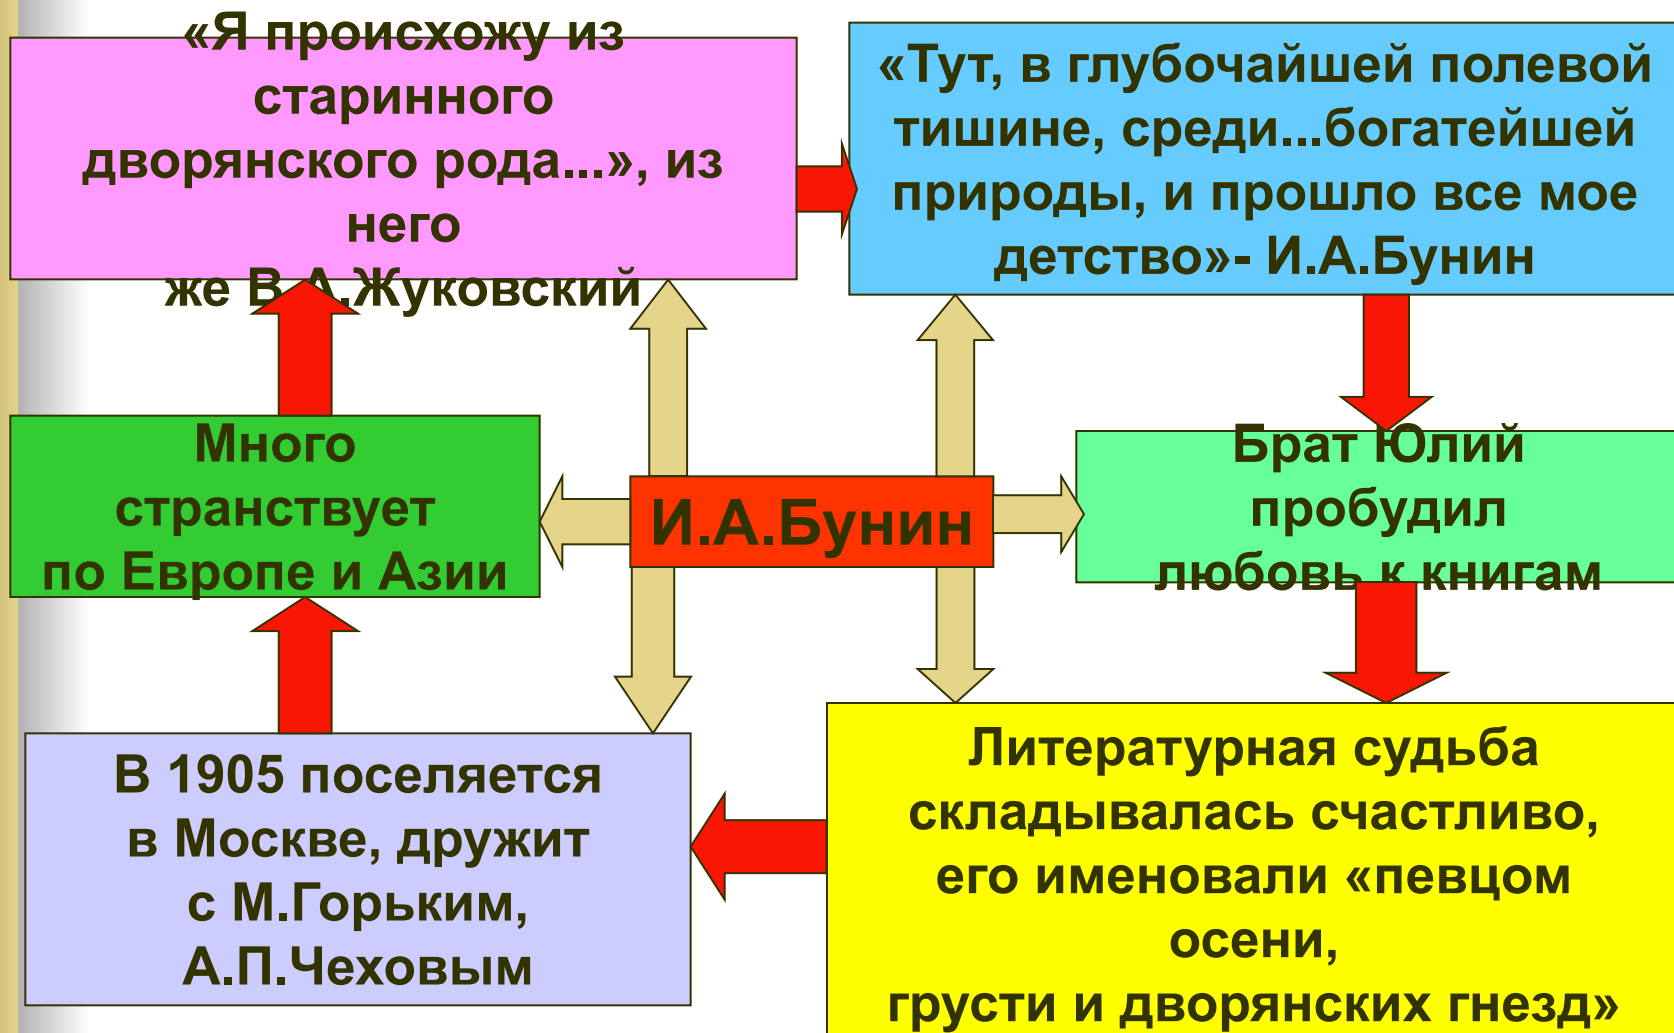 «Я происхожу из
старинного
дворянского рода...», из
него
же В.А.Жуковский
«Тут, в глубочайшей полевой
тишине, среди...богатейшей
природы, и прошло все мое
детство»- И.А.Бунин
Много
странствует
по Европе и Азии
И.А.Бунин
Брат Юлий
пробудил
любовь к книгам
В 1905 поселяется
в Москве, дружит
с М.Горьким,
А.П.Чеховым
Литературная судьба
складывалась счастливо,
его именовали «певцом
осени,
грусти и дворянских гнезд»